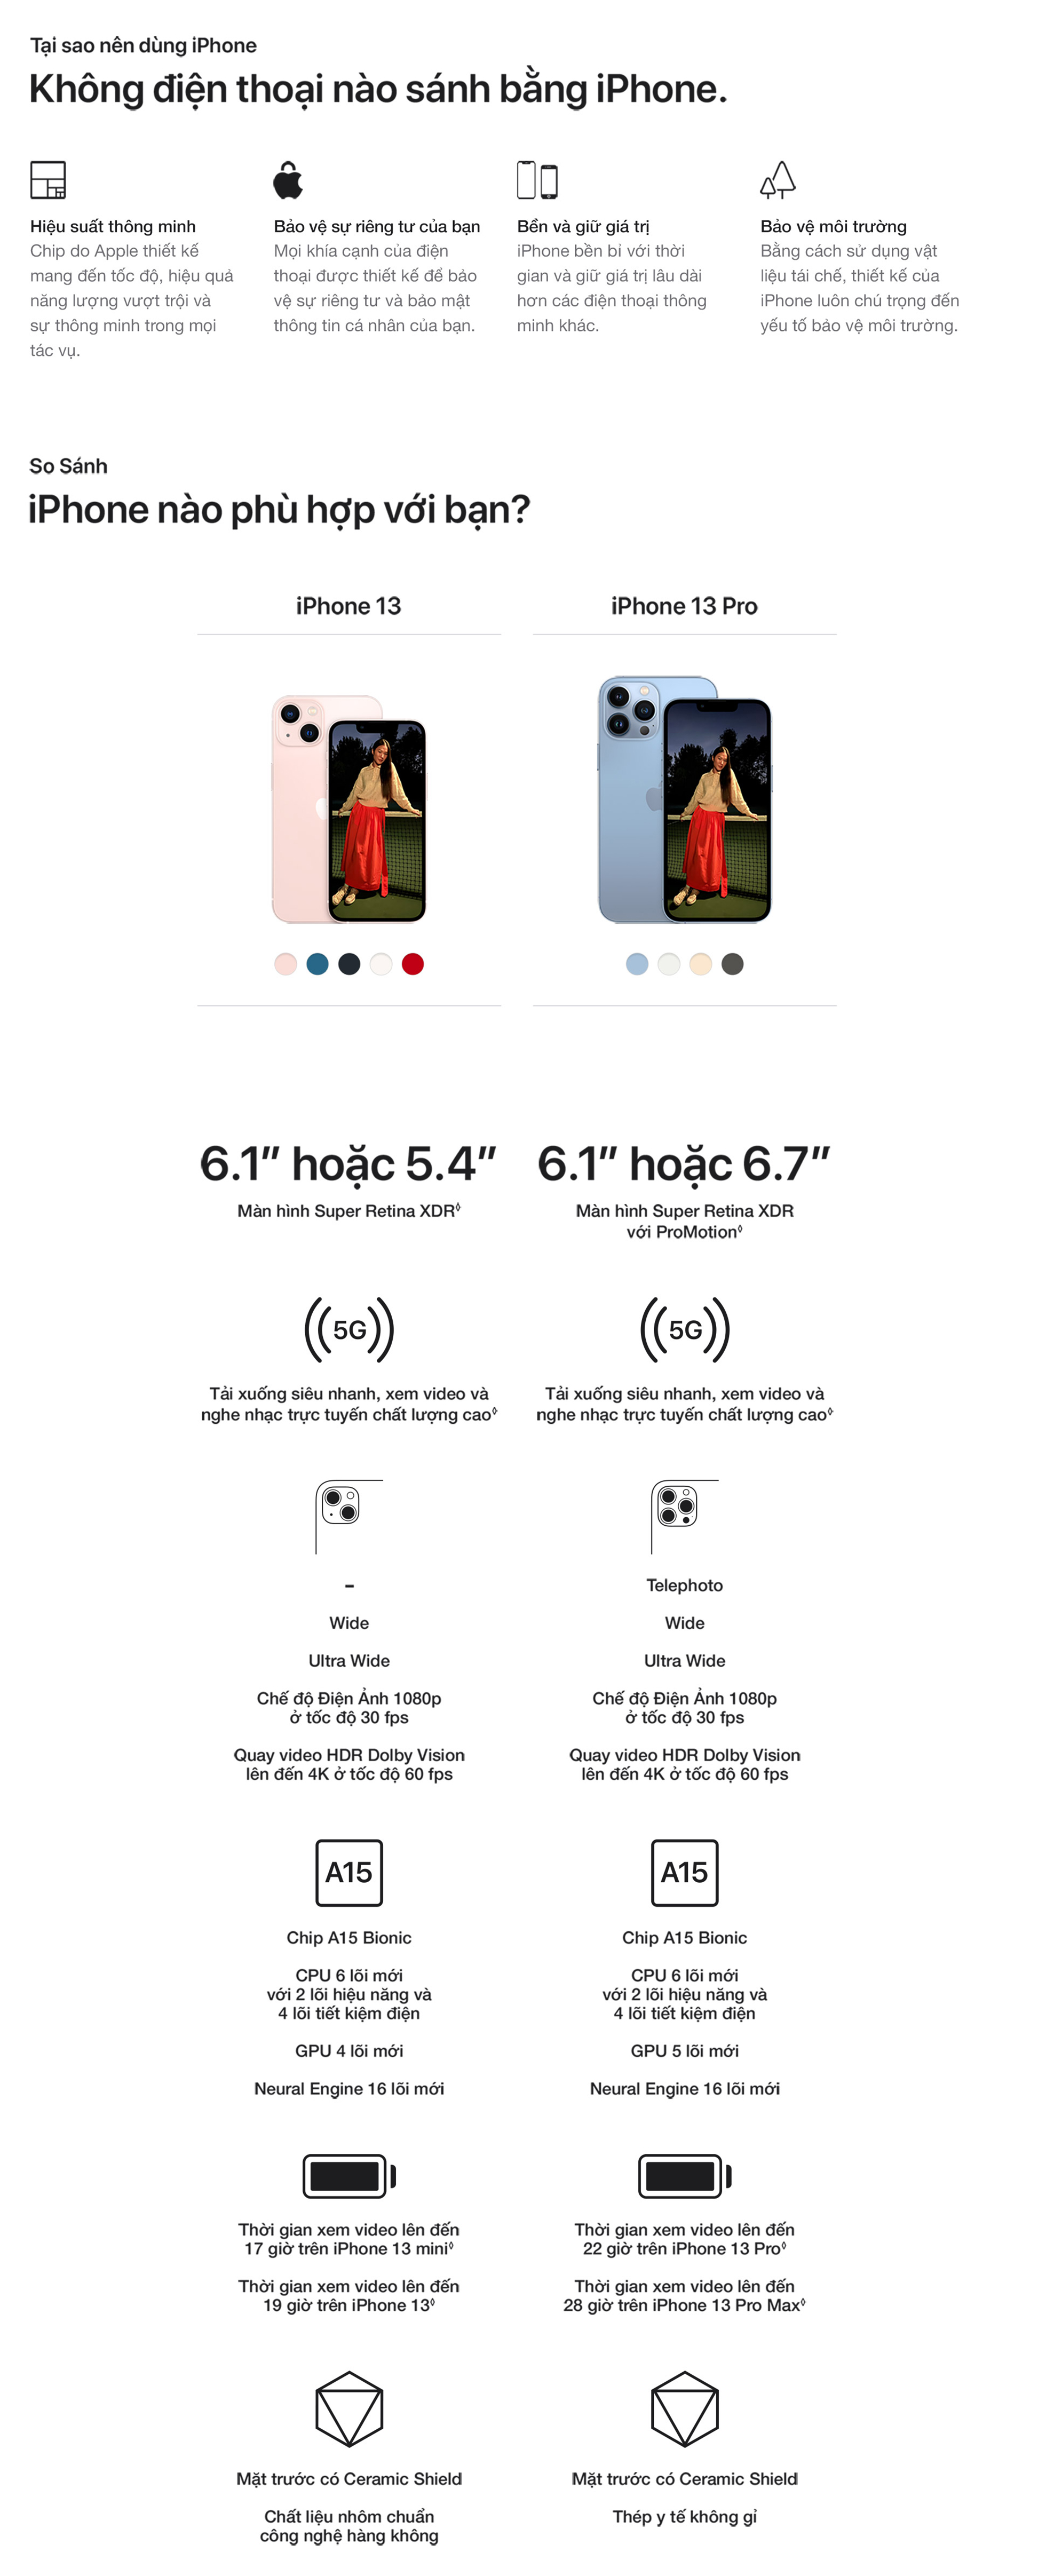 Tại sao nên dùng iPhone
Không điện thoại nào sánh bằng iPhone.
Hiệu suất thông minh
Chip do Apple thiết kế
mang đến tốc độ, hiệu quả
năng lượng vượt trội và
sự thông minh trong mọi
tác vụ.
Bảo vệ sự riêng tư của bạn
Mọi khía cạnh của điện
thoại được thiết kế để bảo
vệ sự riêng tư và bảo mật
thông tin cá nhân của bạn.
Bền và giữ giá trị
iPhone bền bỉ với thời
gian và giữ giá trị lâu dài
hơn các điện thoại thông
minh khác.
Bảo vệ môi trường
Bằng cách sử dụng vật
liệu tái chế, thiết kế của
iPhone luôn chú trọng đến
yếu tố bảo vệ môi trường.
So Sánh
iPhone nào phù hợp với bạn?
iPhone 13
iPhone 13 Pro
6.1″ hoặc 5.4″
6.1″ hoặc 6.7″
Màn hình Super Retina XDR◊
Màn hình Super Retina XDR
với ProMotion◊
5G
5G
Tải xuống siêu nhanh, xem video và
nghe nhạc trực tuyến chất lượng cao◊
Tải xuống siêu nhanh, xem video và
nghe nhạc trực tuyến chất lượng cao◊
–
Telephoto
Wide
Wide
Ultra Wide
Ultra Wide
Chế độ Điện Ảnh 1080p
ở tốc độ 30 fps
Chế độ Điện Ảnh 1080p
ở tốc độ 30 fps
Quay video HDR Dolby Vision
lên đến 4K ở tốc độ 60 fps
Quay video HDR Dolby Vision
lên đến 4K ở tốc độ 60 fps
A15
A15
Chip A15 Bionic
Chip A15 Bionic
CPU 6 lõi mới
với 2 lõi hiệu năng và
4 lõi tiết kiệm điện
CPU 6 lõi mới
với 2 lõi hiệu năng và
4 lõi tiết kiệm điện
GPU 4 lõi mới
GPU 5 lõi mới
Neural Engine 16 lõi mới
Neural Engine 16 lõi mới
Thời gian xem video lên đến
17 giờ trên iPhone 13 mini◊
Thời gian xem video lên đến
22 giờ trên iPhone 13 Pro◊
Thời gian xem video lên đến
19 giờ trên iPhone 13◊
Thời gian xem video lên đến
28 giờ trên iPhone 13 Pro Max◊
Mặt trước có Ceramic Shield
Mặt trước có Ceramic Shield
Chất liệu nhôm chuẩn
công nghệ hàng không
Thép y tế không gỉ